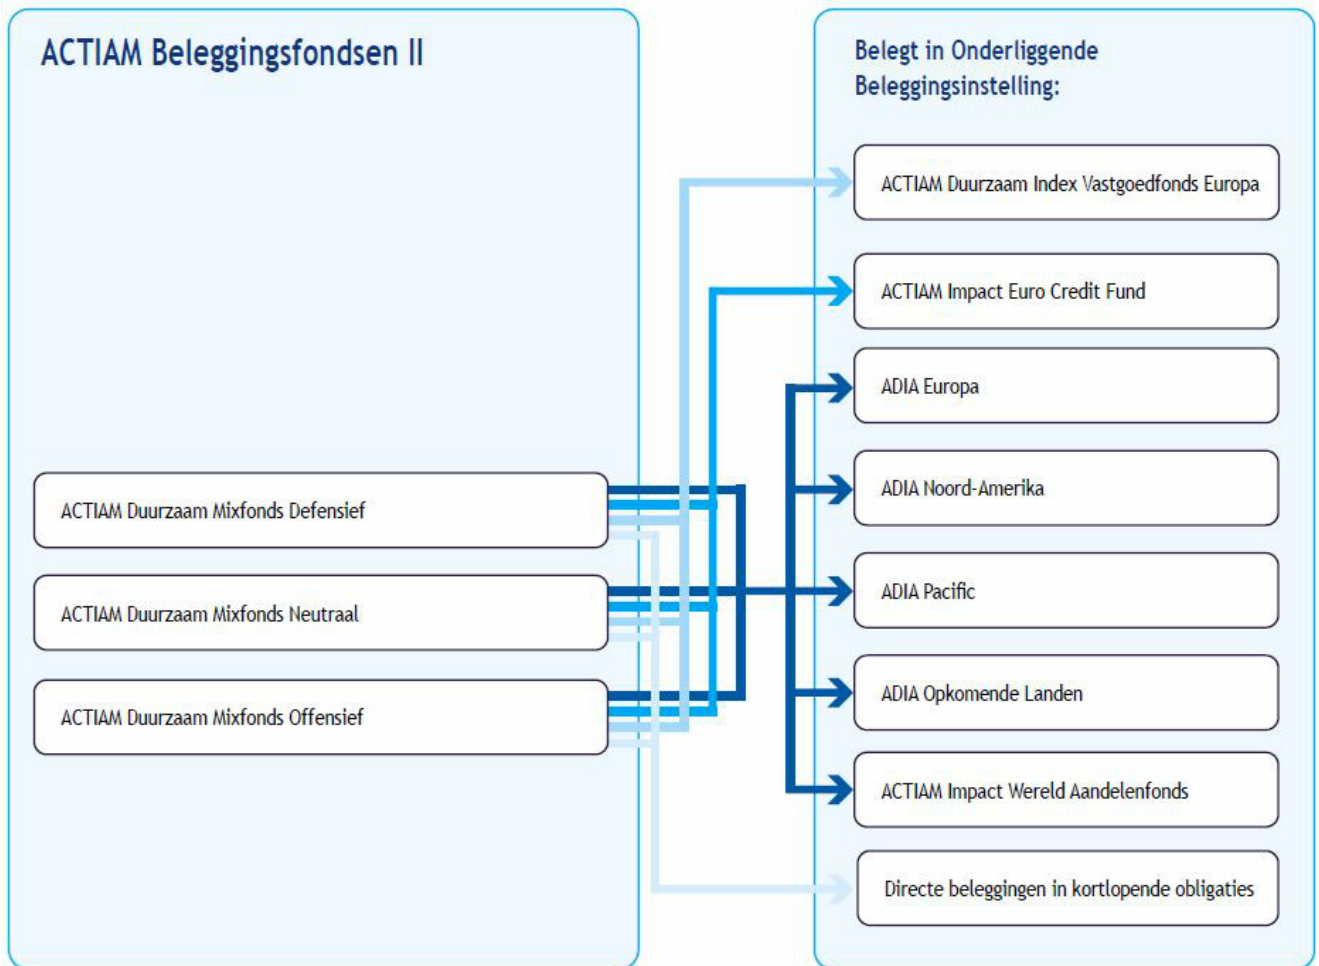 ACTIAM Beleggingsfondsen II
ACTIAM Duurzaam Mixfonds Defensief
ACTIAM Duurzaam Mixfonds Neutraal
ACTIAM Duurzaam Mixfonds Offensief
Belegt in Onderliggende
Beleggingsinstelling:
ACTIAM Duurzaam Index Vastgoedfonds Europa
ACTIAM Impact Euro Credit Fund
ADIA Europa
ADIA Noord-Amerika
ADIA Pacific
ADIA Opkomende Landen
ACTIAM Impact Wereld Aandelenfonds
Directe beleggingen in kortlopende obligaties